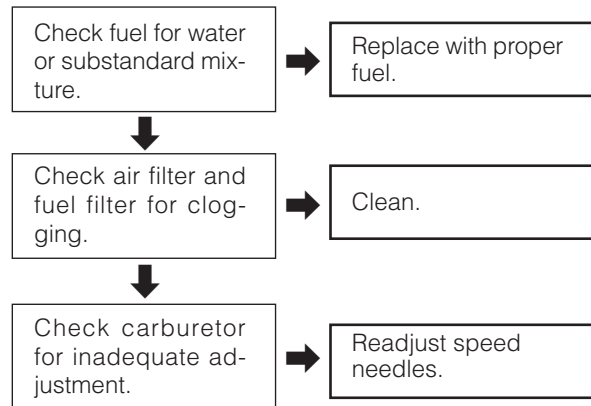 Check fuel for water
or substandard mix-
ture.
Replace with proper
fuel.
Check air filter and
fuel filter for clog-
ging.
Clean.
Check carburetor
for inadequate ad-
justment.
Readjust speed
needles.